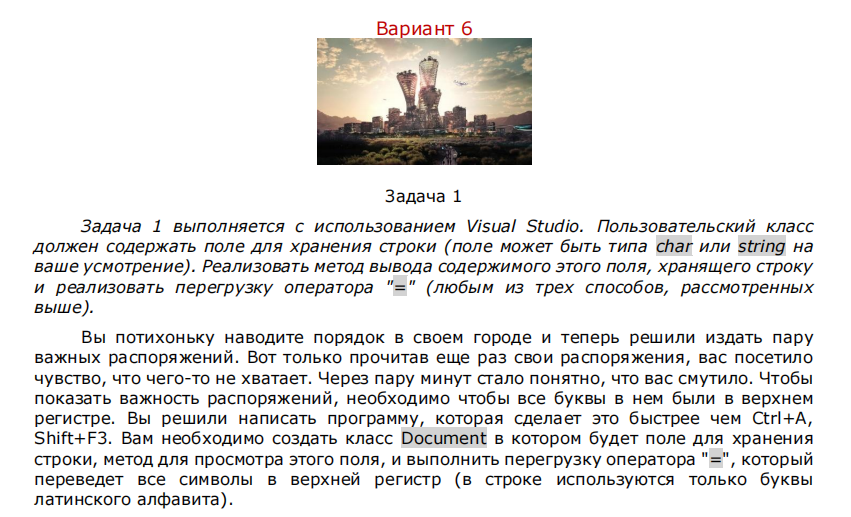 Вариант 6
Задача 1
Задача 1 выполняется с использованием Visual Studio. Пользовательский класс
должен содержать поле для хранения строки (поле может быть типа char или string на
ваше усмотрение). Реализовать метод вывода содержимого этого поля, хранящего строку
и реализовать перегрузку оператора "=" (любым из трех способов, рассмотренных
выше).
Вы потихоньку наводите порядок в своем городе и теперь решили издать пару
важных распоряжений. Вот только прочитав еще раз свои распоряжения, вас посетило
чувство, что чего-то не хватает. Через пару минут стало понятно, что вас смутило. Чтобы
показать важность распоряжений, необходимо чтобы все буквы в нем были в верхнем
регистре. Вы решили написать программу, которая сделает это быстрее чем Ctrl+A,
Shift+F3. Вам необходимо создать класс Document в котором будет поле для хранения
строки, метод для просмотра этого поля, и выполнить перегрузку оператора "=", который
переведет все символы в верхней регистр (в строке используются только буквы
латинского алфавита).